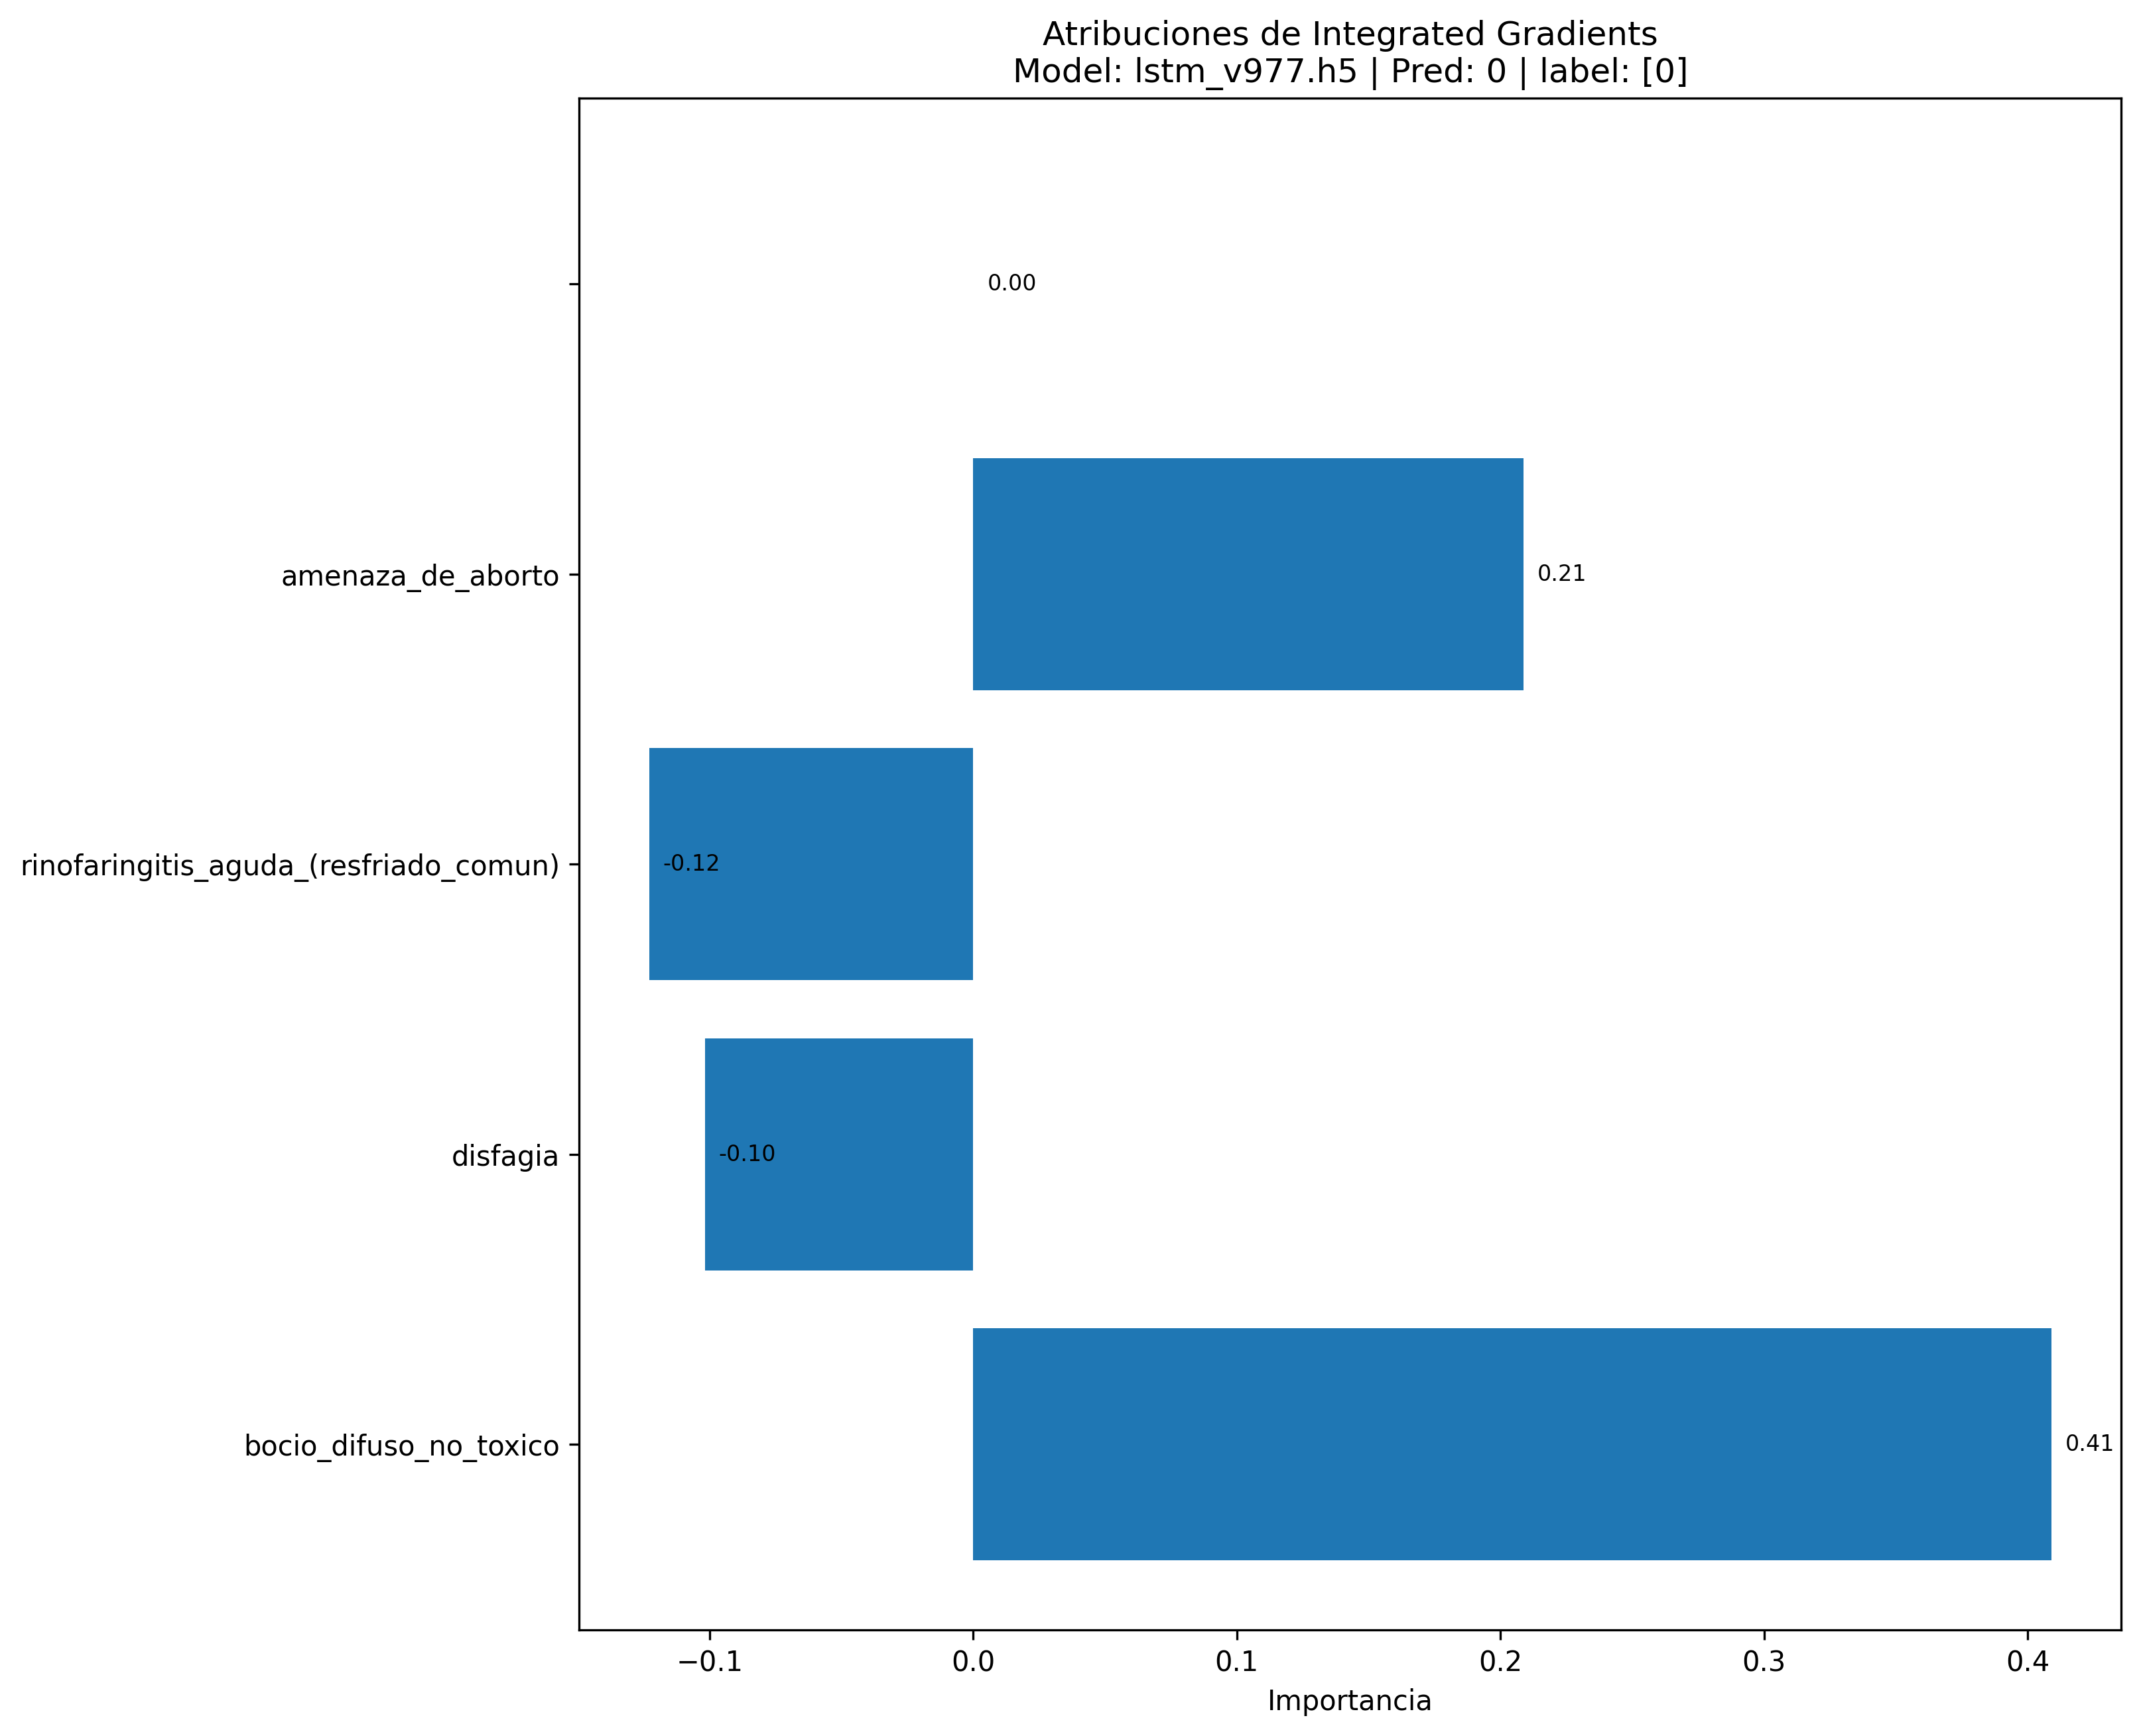 Atribuciones de Integrated Gradients
Model: lstm_v977.h5 | Pred: 0 | label: [0]
0.00
amenaza_de_aborto
0.21
rinofaringitis_aguda_(resfriado_comun)
-0.12
disfagia
-0.10
bocio_difuso_no_toxico
0.41
−0.1 0.0 0.1 0.2 0.3 0.4
Importancia